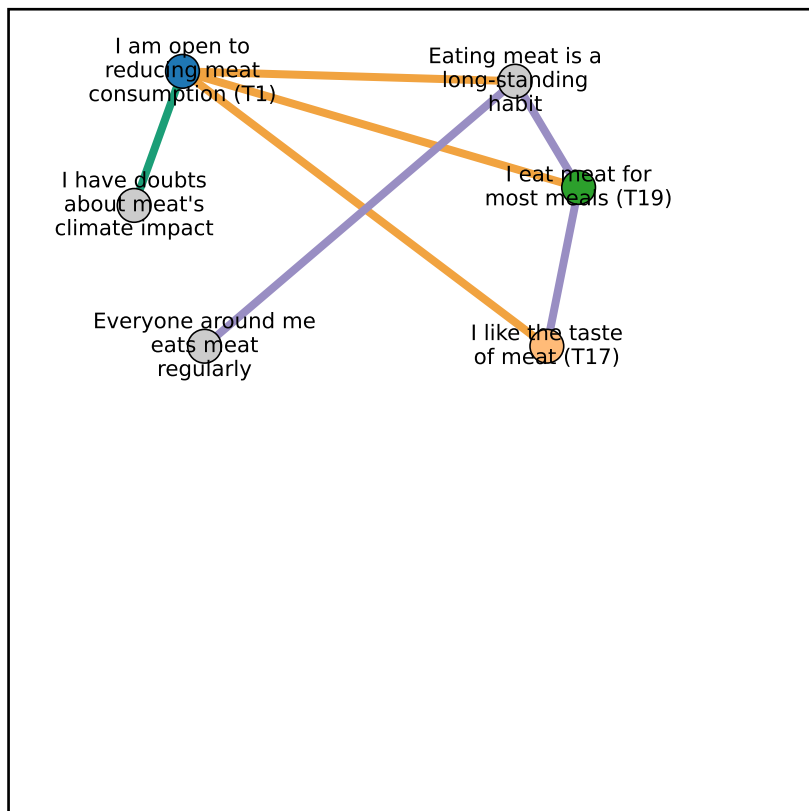 I am open to
reducing meat
consumption (T1)
Eating meat is a
long-standing
habit
I have doubts
about meat's
climate impact
I eat meat for
most meals (T19)
Everyone around me
eats meat
regularly
I like the taste
of meat (T17)